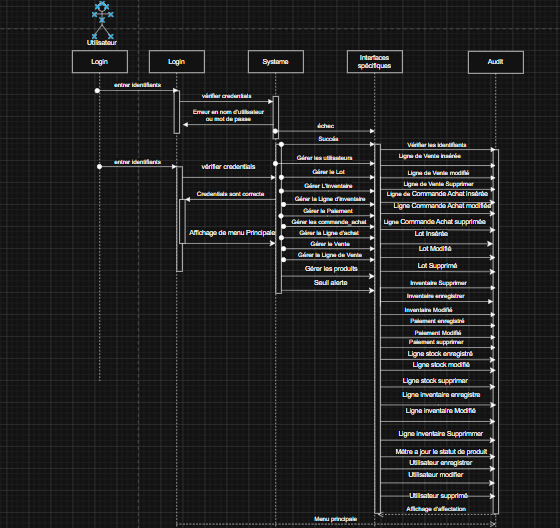 Utilisateur
Login
Login
Systame
Interfaces
spécifiques
Audit
entrer identifiants
vérifier credentials
Erreur en nom d'utilisateur
ou mot de passe
échec
Succés
Vérifier les identifiants
Ligne de Vente insérée
Gérer les utilisateurs
entrer identifiants
vérifier credentials
Gérer le Lot
Ligne de Vente modifié
Gérer L'inventaire
Ligne de Vente Supprimer
Credentials sont correcte
Gérer la Ligne d'inventaire
Ligne de Commande Achat insérée
Gérer le Paiement
Ligne Commande Achat modifiée
Gérer les commande_achat
Ligne Commande Achat supprimée
Affichage de menu Principale
Gérer la Ligne d'achat
Lot Insérée
Gérer le Vente
Lot Modifié
Gérer la Ligne de Vente
Lot Supprimé
Gérer les produits
Seuil alerte
Inventaire Supprimer
Inventaire enregistrer
Inventaire Modifié
Paiement enregistré
Paiement Modifié
Paiement supprimer
Ligne stock enregistré
Ligne stock modifié
Ligne stock supprimer
Ligne inventaire enregistre
Ligne inventaire Modifié
Ligne inventaire Supprimmer
Mètre a jour le statut de produit
Utilisateur enregistrer
Utilisateur modifier
Utilisateur supprimé
Affichage d'affectation
Menu principale